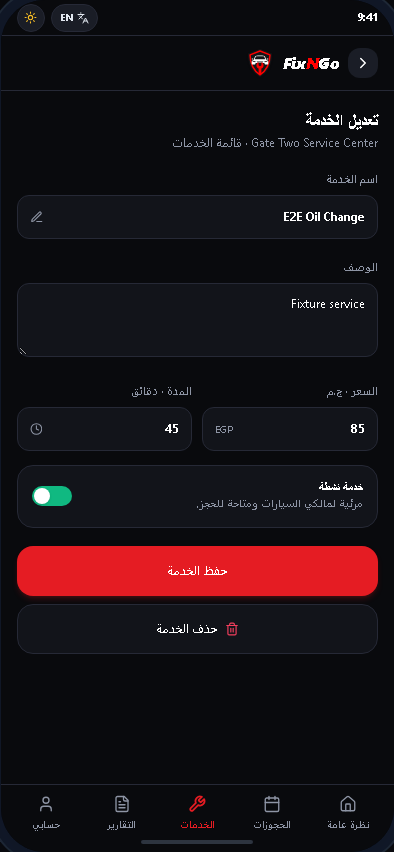 9:41
EN
FixNGo
تعديل الخدمة
Gate Two Service Center · قائمة الخدمات
اسم الخدمة
E2E Oil Change
الوصف
Fixture service
السعر · ج.م
المدة · دقائق
85 EGP
45
خدمة نشطة
مرئية لمالكي السيارات ومتاحة للحجز.
حفظ الخدمة
حذف الخدمة
نظرة عامة
الحجوزات
الخدمات
التقارير
حسابي